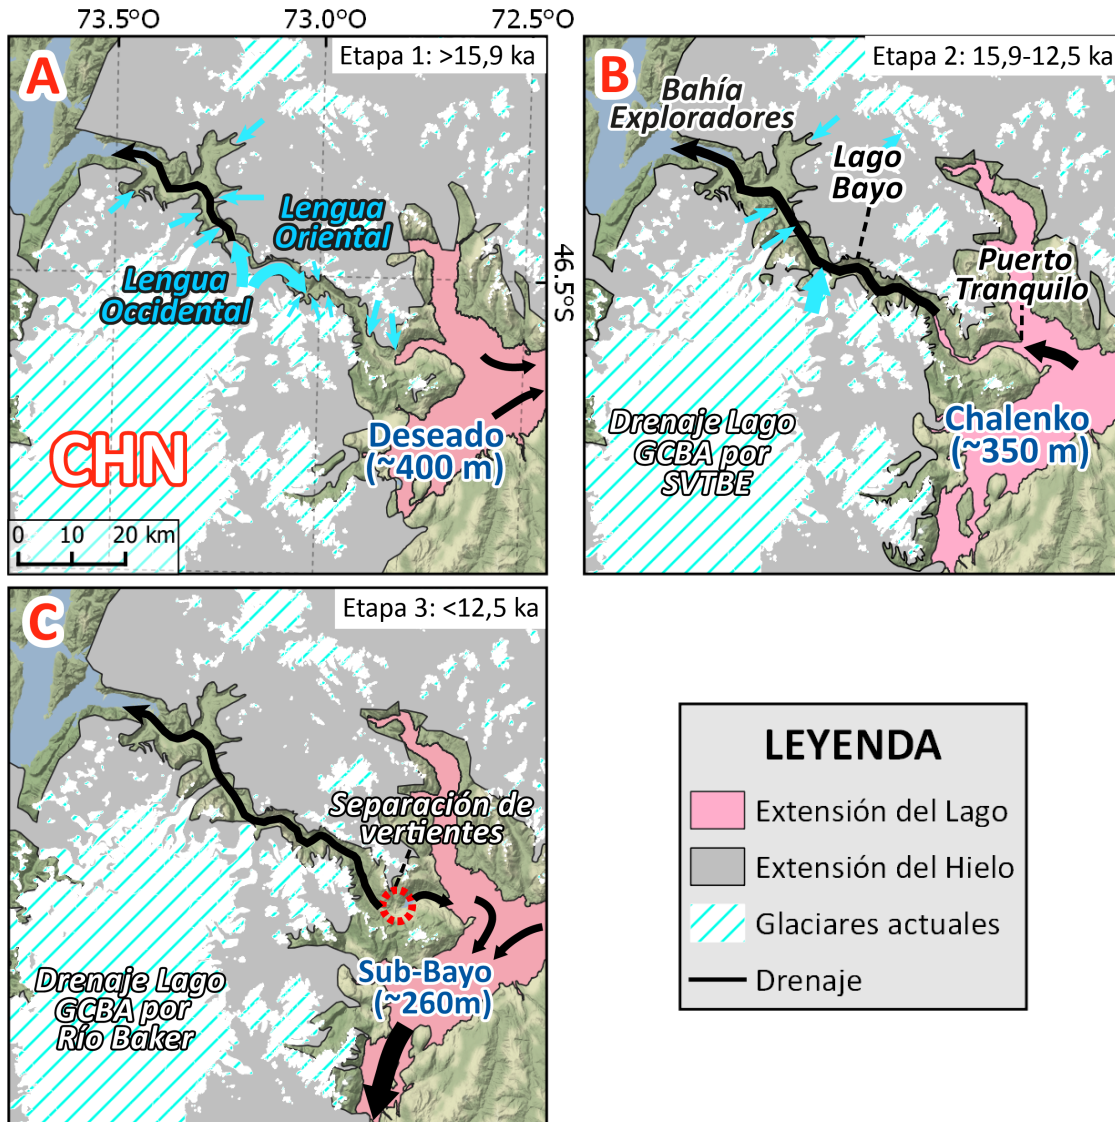 73.5°O
73.0°O
72.5°O
A
Etapa 1: >15,9 ka
Lengua
Oriental
Lengua
Occidental
CHN
Deseado
(~400 m)
0 10 20 km
46.5°S
B
Etapa 2: 15,9-12,5 ka
Bahía
Exploradores
Lago
Bayo
Puerto
Tranquilo
Drenaje Lago
GCBA por
SVTBE
Chalenko
(~350 m)
C
Etapa 3: <12,5 ka
Separación de
vertientes
Drenaje Lago
GCBA por
Río Baker
Sub-Bayo
(~260m)
LEYENDA
Extensión del Lago
Extensión del Hielo
Glaciares actuales
Drenaje